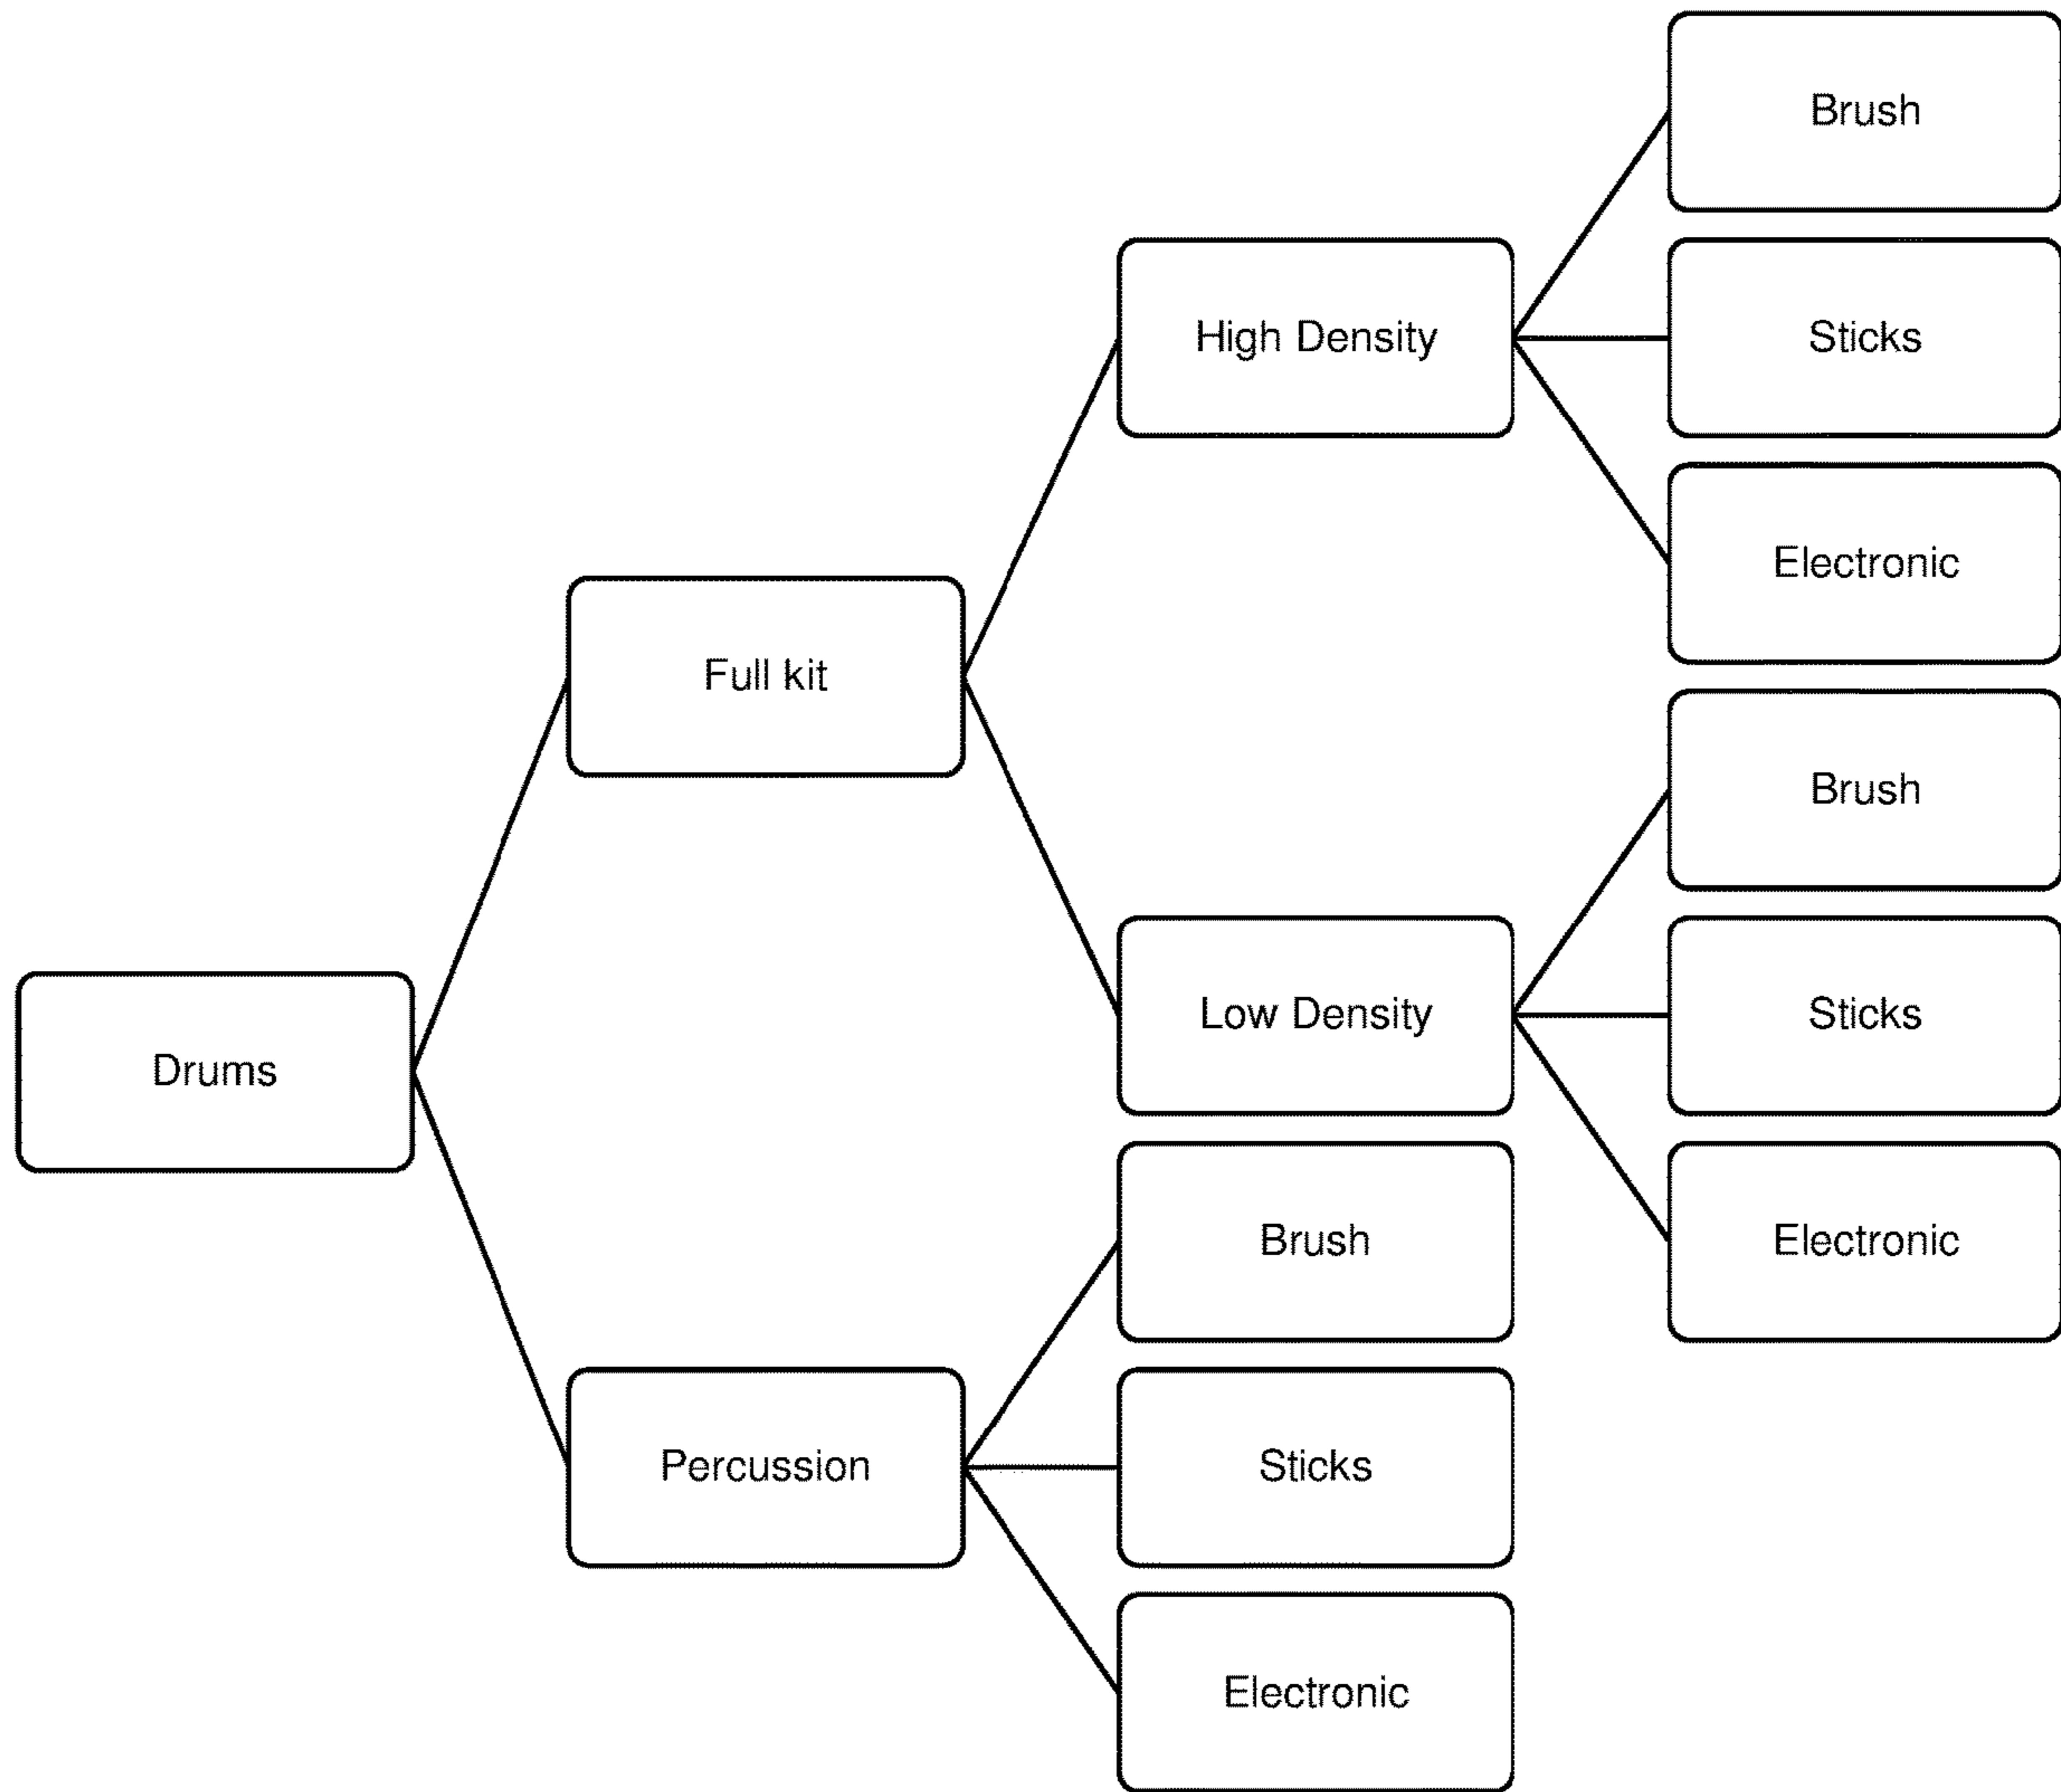 Drums
Full kit
High Density
Brush
Sticks
Electronic
Low Density
Brush
Sticks
Electronic
Percussion
Brush
Sticks
Electronic